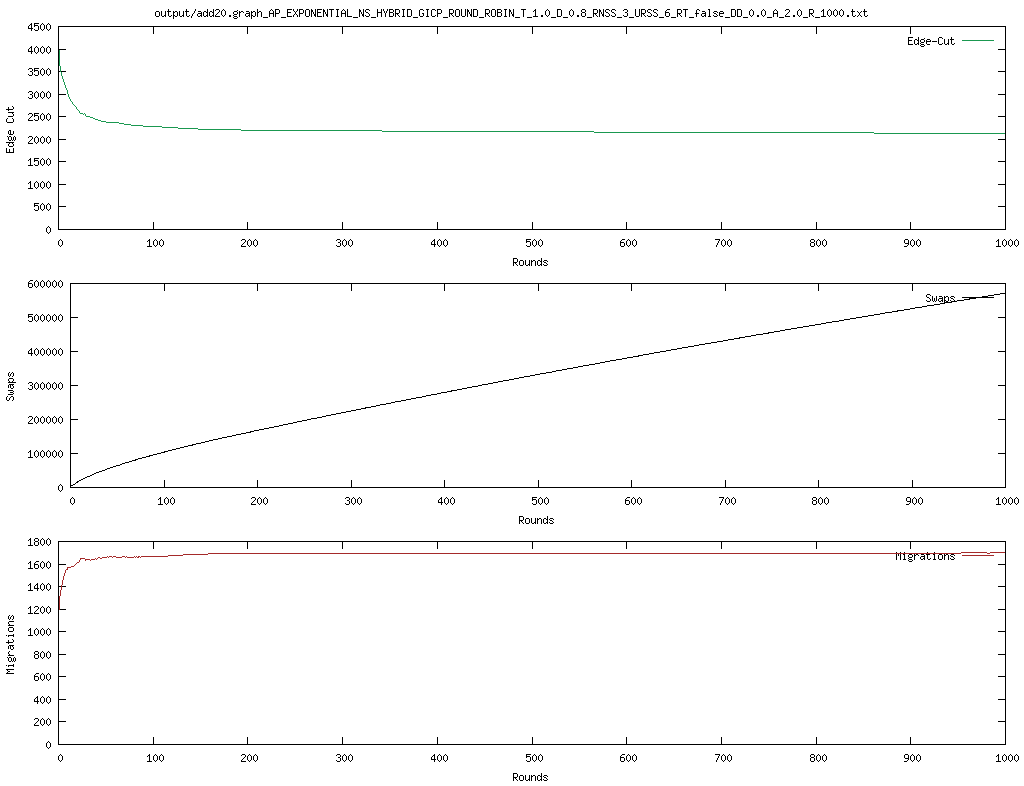 output/add20.graph_AP_EXPONENTIAL_NS_HYBRID_GICP_ROUND_ROBIN_T_1.0_D_0.8_RNSS_3_URSS_6_RT_false_DD_0.0_A_2.0_R_1000.txt
4500
4000
3500
3000
2500
2000
1500
1000
500
0
Edge Cut
Edge-Cut
0 100 200 300 400 500 600 700 800 900 1000
Rounds
600000
500000
400000
300000
200000
100000
0
Swaps
Swaps
0 100 200 300 400 500 600 700 800 900 1000
Rounds
1800
1600
1400
1200
1000
800
600
400
200
0
Migrations
Migrations
0 100 200 300 400 500 600 700 800 900 1000
Rounds